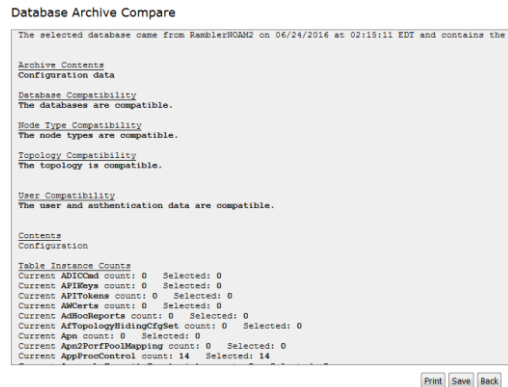 Database Archive Compare
The selected database came from RamblerNOAM2 on 06/24/2016 at 02:15:11 EDT and contains the
Archive Contents
Configuration data
Database Compatibility
The databases are compatible.
Node Type Compatibility
The node types are compatible.
Topology Compatibility
The topology is compatible.
User Compatibility
The user and authentication data are compatible.
Contents
Configuration
Table Instance Counts
Current ADICCmd count: 0 Selected: 0
Current APIKeys count: 0 Selected: 0
Current APITokens count: 0 Selected: 0
Current AWCerts count: 0 Selected: 0
Current AdHocReports count: 0 Selected: 0
Current AfTopologyHidingCfgSet count: 0 Selected: 0
Current Apn count: 0 Selected: 0
Current Apn2PcrfPoolMapping count: 0 Selected: 0
Current AppProcControl count: 14 Selected: 14
Print Save Back